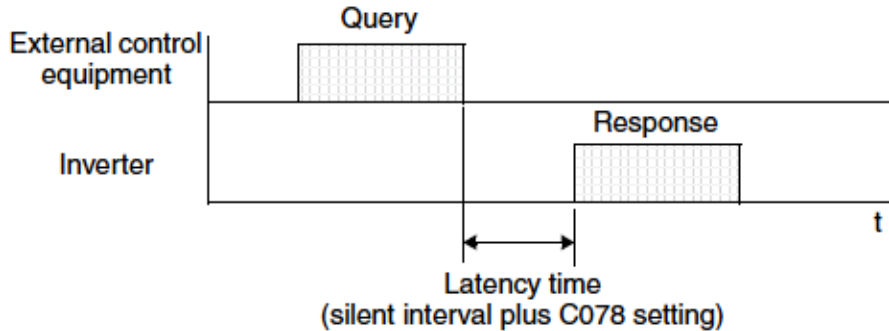 Query
External control
equipment
Response
Inverter
t
Latency time
(silent interval plus C078 setting)